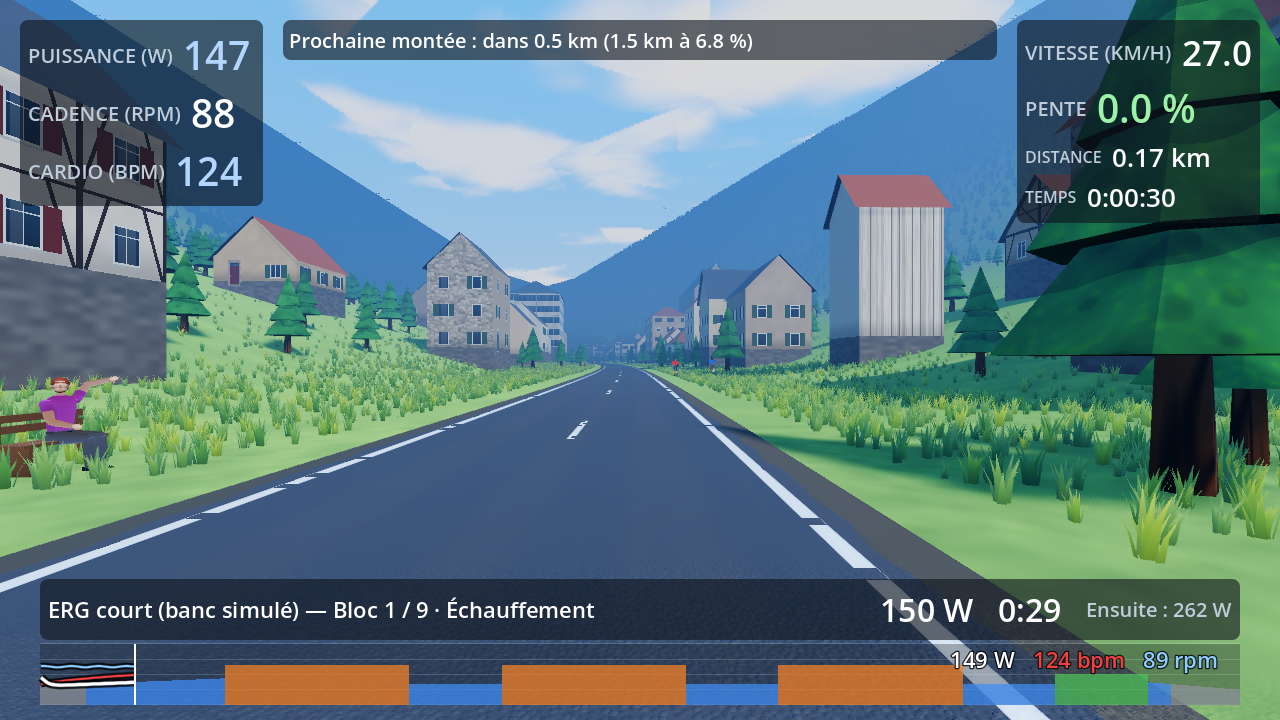 PUISSANCE (W) 147
CADENCE (RPM) 88
CARDIO (BPM) 124
Prochaine montée : dans 0.5 km (1.5 km à 6.8 %)
VITESSE (KM/H) 27.0
PENTE 0.0 %
DISTANCE 0.17 km
TEMPS 0:00:30
ERG court (banc simulé) — Bloc 1 / 9 · Échauffement
150 W 0:29 Ensuite : 262 W
149 W 124 bpm 89 rpm